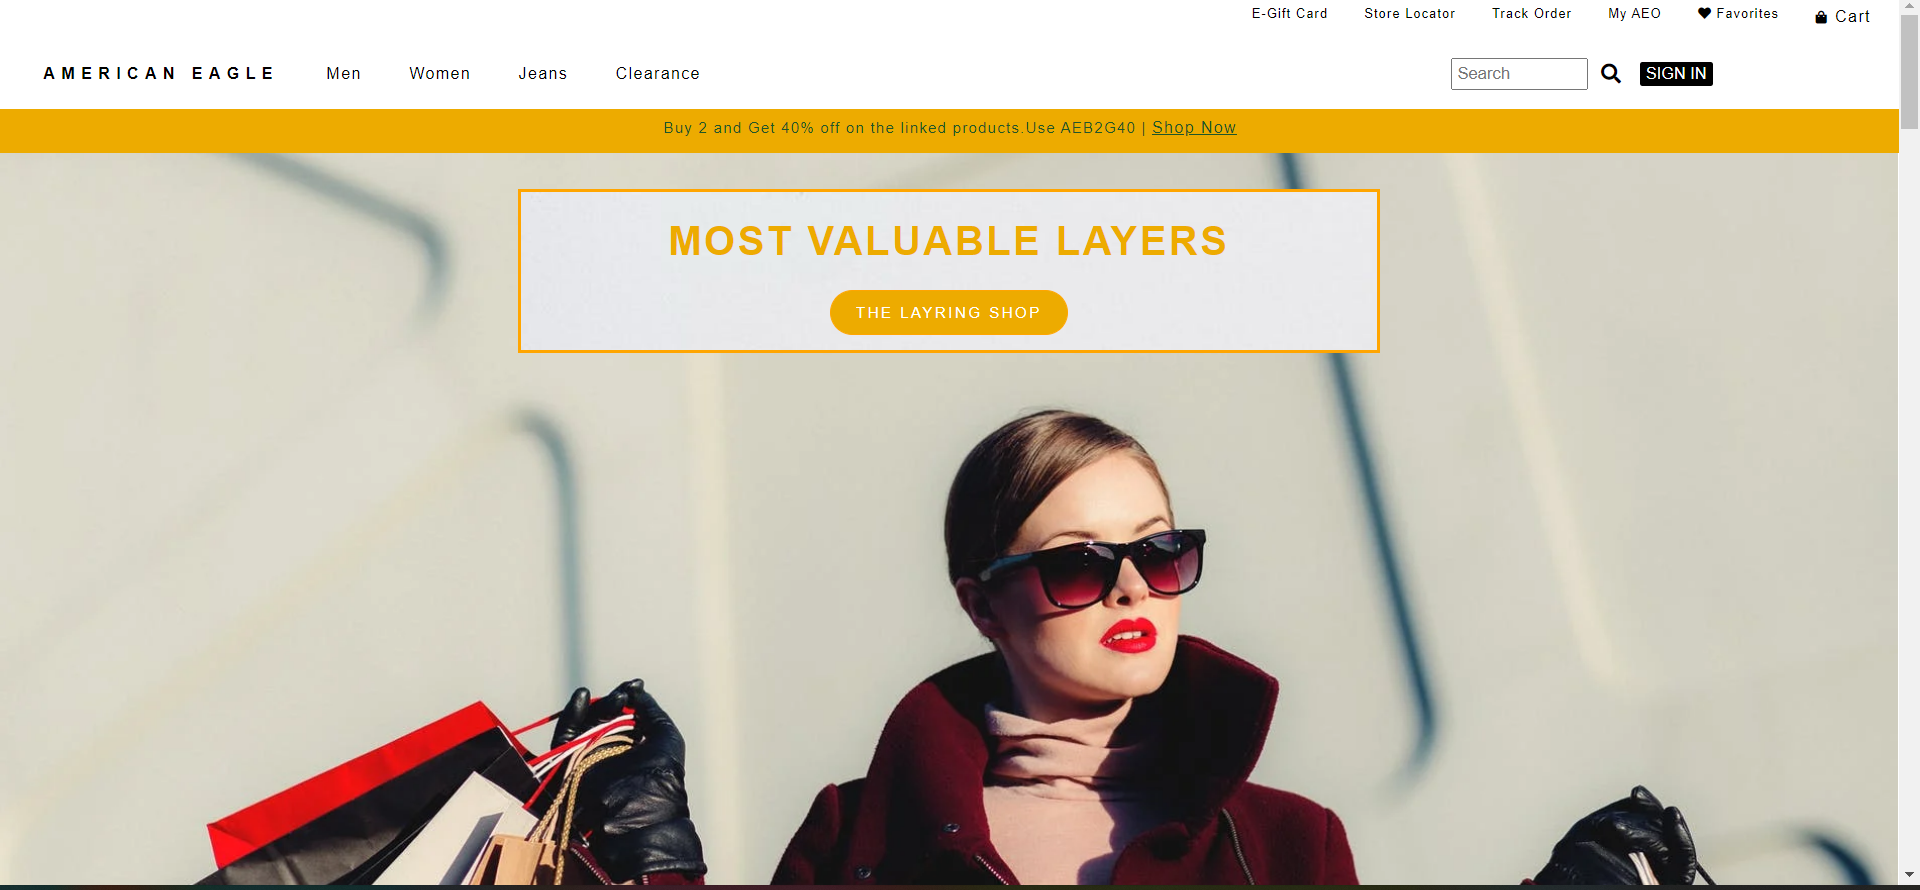 E-Gift Card Store Locator Track Order My AEO Favorites Cart
AMERICAN EAGLE Men Women Jeans Clearance Search SIGN IN
Buy 2 and Get 40% off on the linked products.Use AEB2G40 | Shop Now
MOST VALUABLE LAYERS
THE LAYRING SHOP